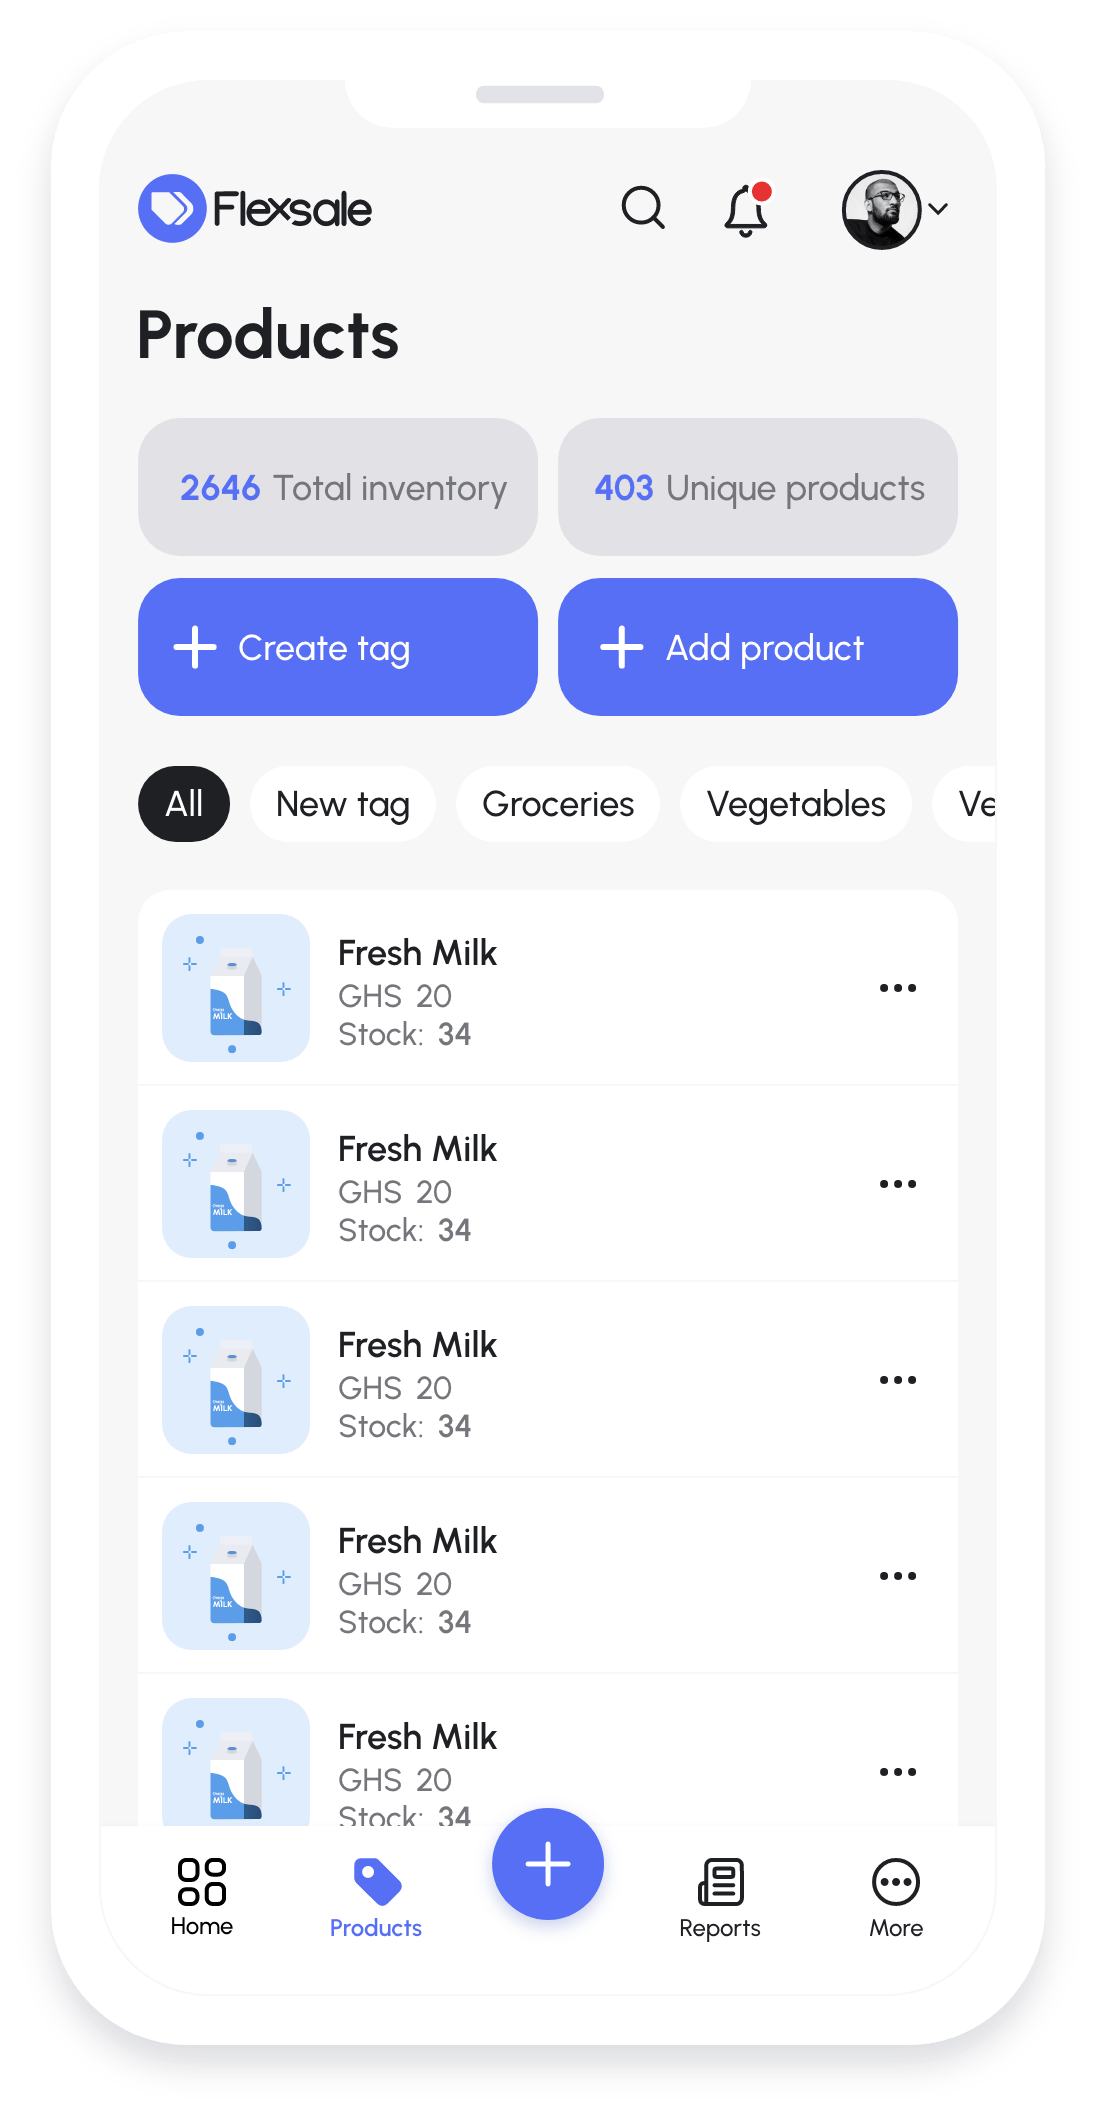 Flexsale
Products
2646 Total inventory
403 Unique products
Create tag
Add product
All
New tag
Groceries
Vegetables
Ve
Fresh Milk
GHS 20
Stock: 34
MILK
Fresh Milk
GHS 20
Stock: 34
MILK
Fresh Milk
GHS 20
Stock: 34
MILK
Fresh Milk
GHS 20
Stock: 34
MILK
Fresh Milk
GHS 20
Stock: 34
MILK
Home
Products
Reports
More